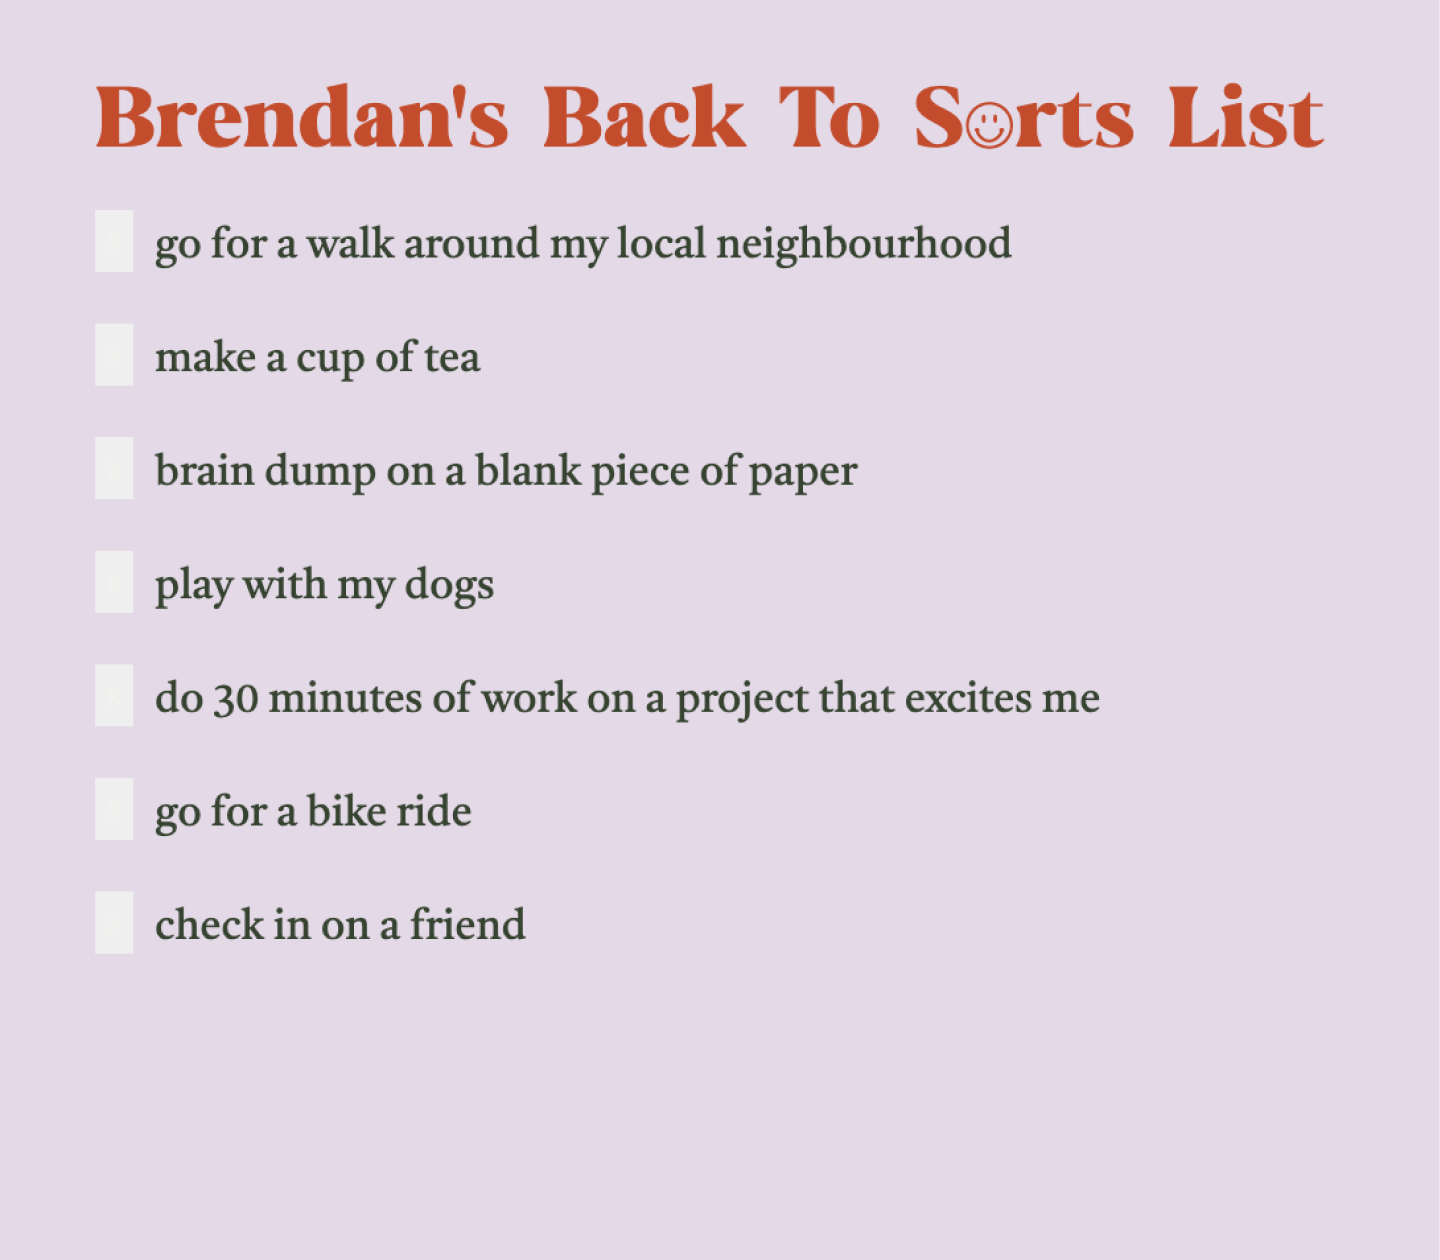 Brendan's Back To Sorts List
go for a walk around my local neighbourhood
make a cup of tea
brain dump on a blank piece of paper
play with my dogs
do 30 minutes of work on a project that excites me
go for a bike ride
check in on a friend